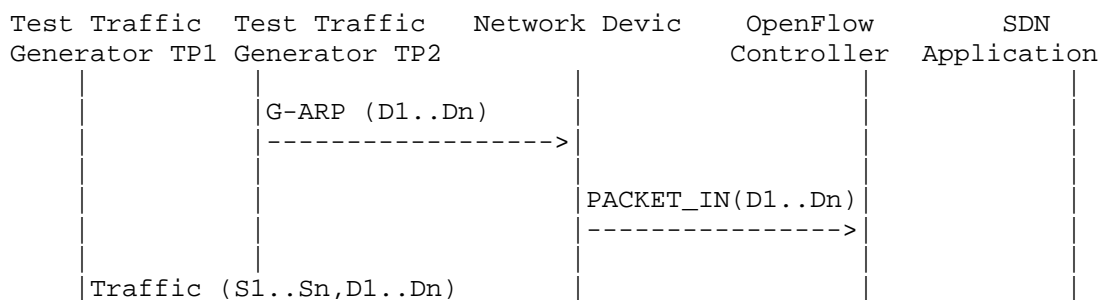 Test Traffic  Test Traffic  Network Devic  OpenFlow  SDN
Generator TP1 Generator TP2  Controller  Application
G-ARP (D1..Dn)
------------------>
PACKET_IN(D1..Dn)
---------------->
Traffic (S1..Sn,D1..Dn)